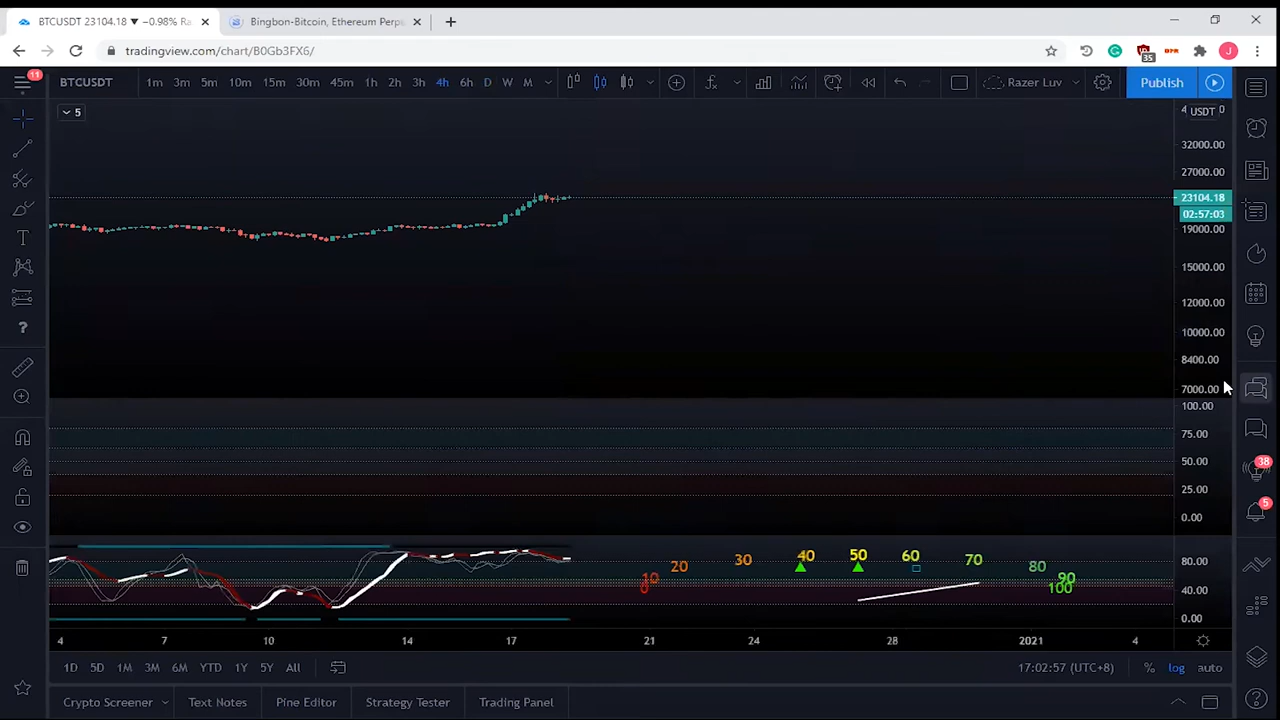 BTCUSDT 23104.18 ▼ −0.98% Ra
Bingbon-Bitcoin, Ethereum Perp
tradingview.com/chart/B0Gb3FX6/
35
J
11
BTCUSDT 1m 3m 5m 10m 15m 30m 45m 1h 2h 3h 4h 6h D W M
Razer Luv
Publish
5
USDT
32000.00
27000.00
23104.18
02:57:03
19000.00
15000.00
12000.00
10000.00
8400.00
7000.00
100.00
75.00
50.00
25.00
0.00
38
5
0 10 20 30 40 50 60 70 80 90 100
80.00
40.00
0.00
4 7 10 14 17 21 24 28 2021 4
1D 5D 1M 3M 6M YTD 1Y 5Y All
17:02:57 (UTC+8) % log auto
Crypto Screener Text Notes Pine Editor Strategy Tester Trading Panel